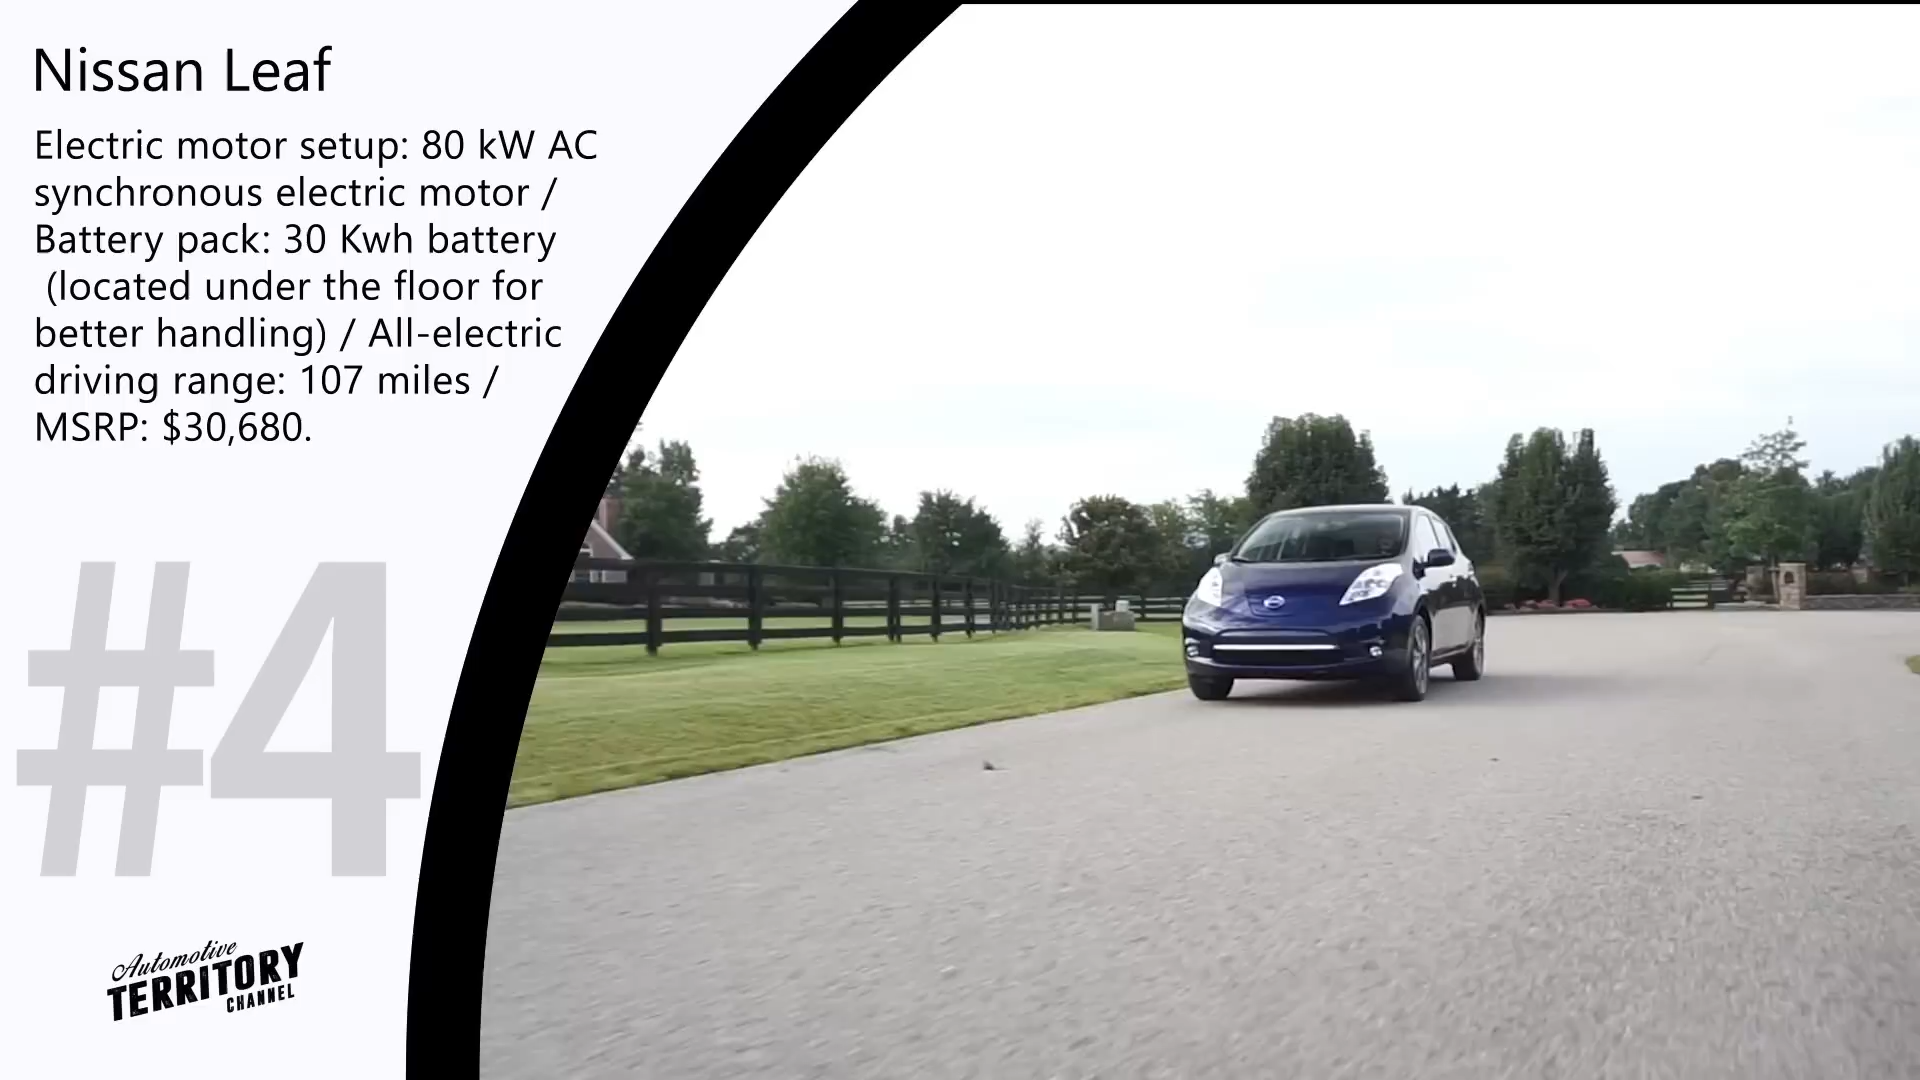 Nissan Leaf
Electric motor setup: 80 kW AC
synchronous electric motor /
Battery pack: 30 Kwh battery
(located under the floor for
better handling) / All-electric
driving range: 107 miles /
MSRP: $30,680.
#4
Automotive
TERRITORY
CHANNEL